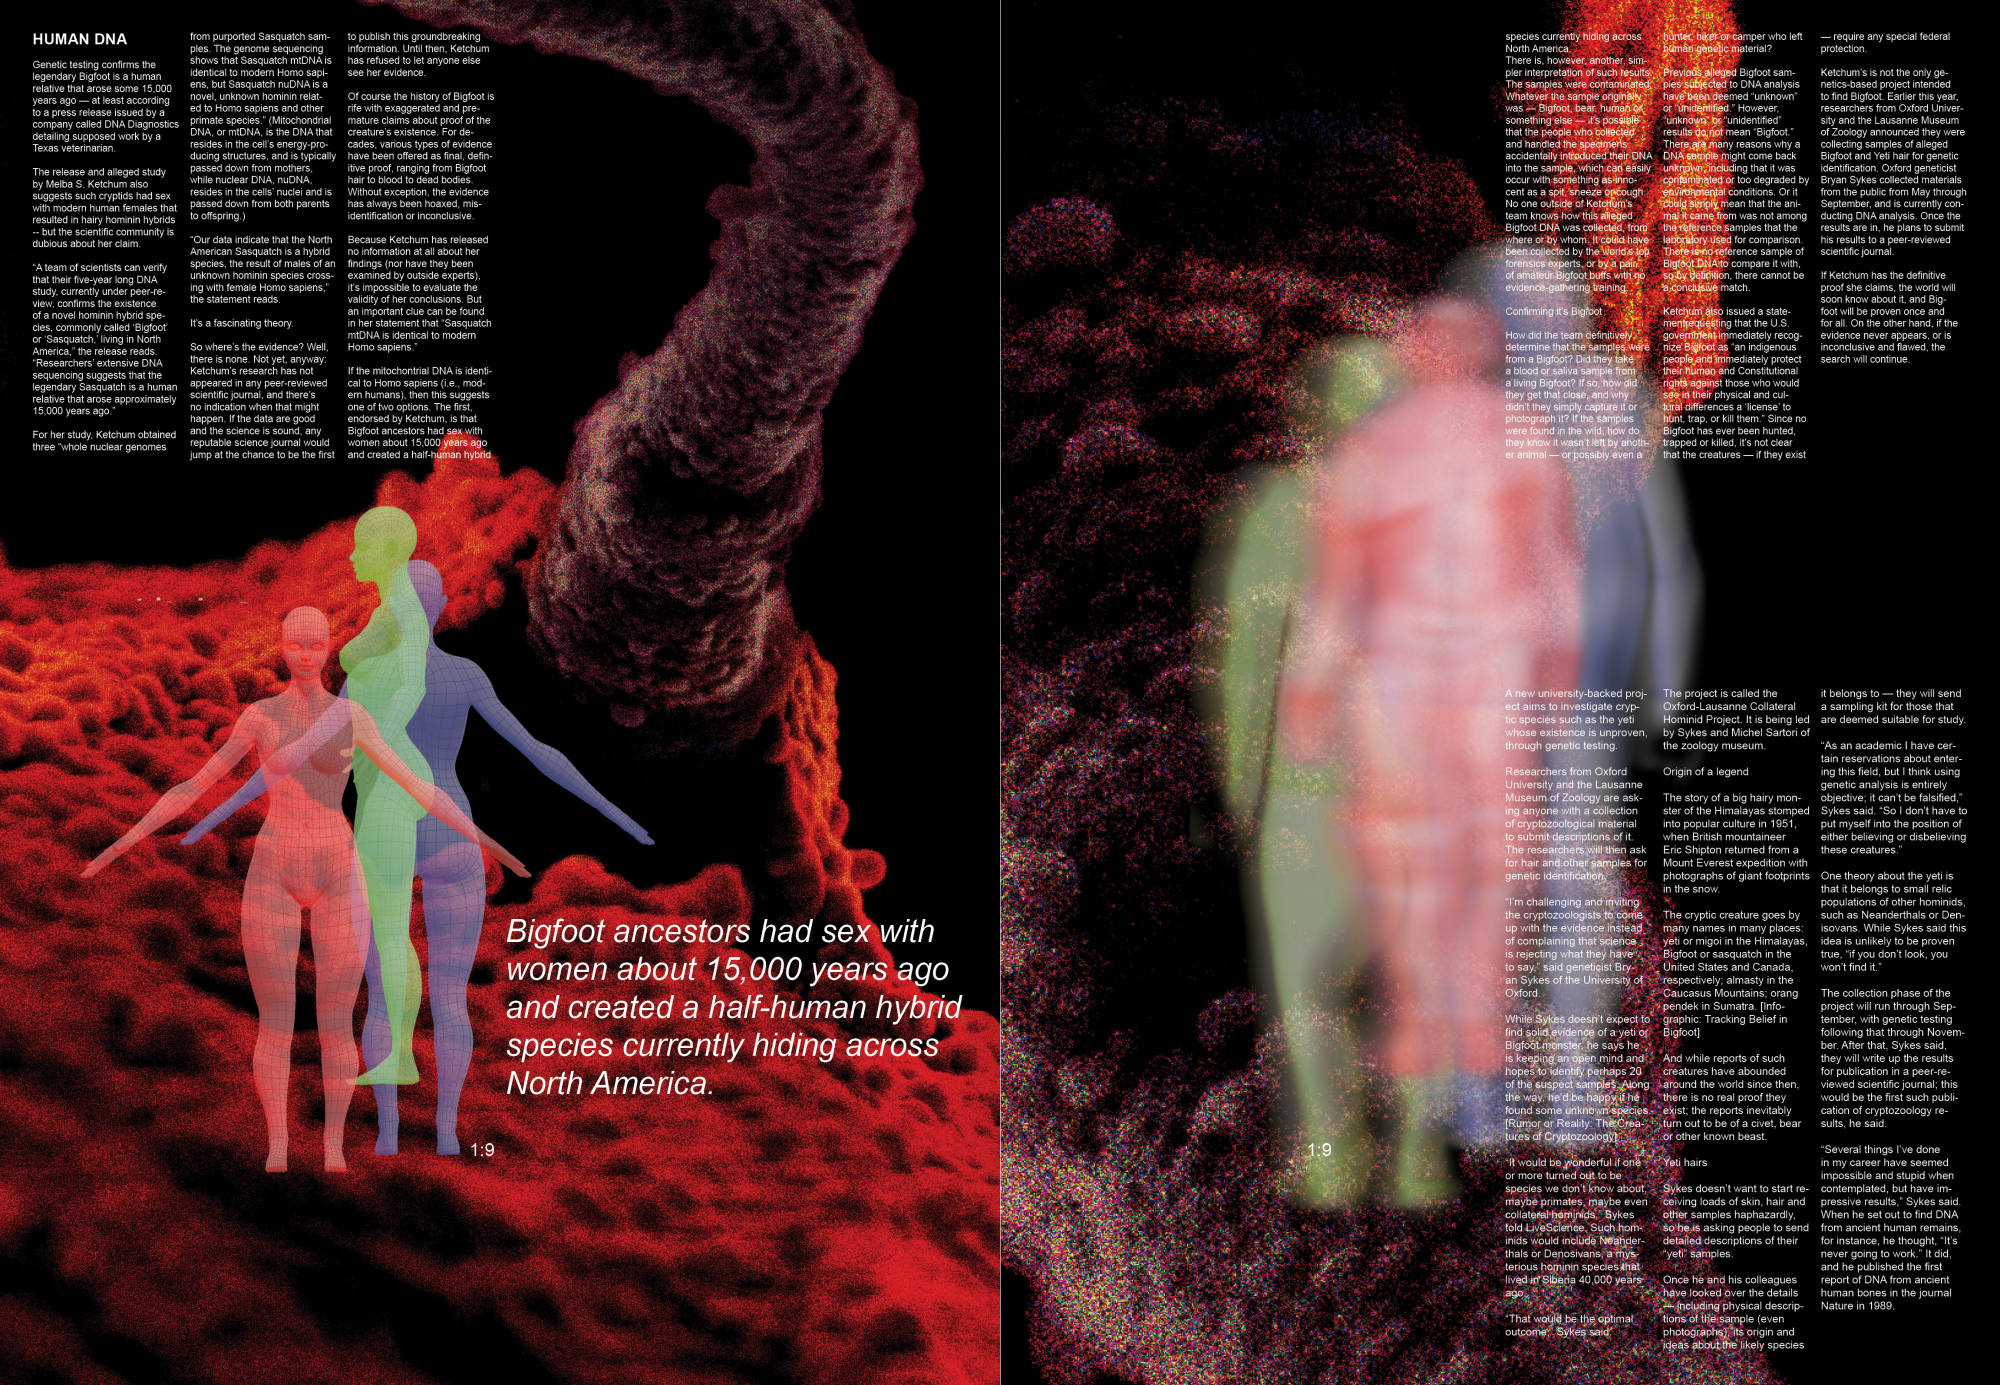 HUMAN DNA
Genetic testing confirms the
legendary Bigfoot is a human
relative that arose some 15,000
years ago — at least according
to a press release issued by a
company called DNA Diagnostics
detailing supposed work by a
Texas veterinarian.
The release and alleged study
by Melba S. Ketchum also
suggests such cryptids had sex
with modern human females that
resulted in hairy hominin hybrids
-- but the scientific community is
dubious about her claim.
“A team of scientists can verify
that their five-year long DNA
study, currently under peer-re-
view, confirms the existence
of a novel hominin hybrid spe-
cies, commonly called ‘Bigfoot’
or ‘Sasquatch,’ living in North
America,” the release reads.
“Researchers’ extensive DNA
sequencing suggests that the
legendary Sasquatch is a human
relative that arose approximately
15,000 years ago.”
For her study, Ketchum obtained
three “whole nuclear genomes
from purported Sasquatch sam-
ples. The genome sequencing
shows that Sasquatch mtDNA is
identical to modern Homo sapi-
ens, but Sasquatch nuDNA is a
novel, unknown hominin relat-
ed to Homo sapiens and other
primate species.” (Mitochondrial
DNA, or mtDNA, is the DNA that
resides in the cell’s energy-pro-
ducing structures, and is typically
passed down from mothers,
while nuclear DNA, nuDNA,
resides in the cells’ nuclei and is
passed down from both parents
to offspring.)
“Our data indicate that the North
American Sasquatch is a hybrid
species, the result of males of an
unknown hominin species cross-
ing with female Homo sapiens,”
the statement reads.
It’s a fascinating theory.
So where’s the evidence? Well,
there is none. Not yet, anyway:
Ketchum’s research has not
appeared in any peer-reviewed
scientific journal, and there’s
no indication when that might
happen. If the data are good
and the science is sound, any
reputable science journal would
jump at the chance to be the first
to publish this groundbreaking
information. Until then, Ketchum
has refused to let anyone else
see her evidence.
Of course the history of Bigfoot is
rife with exaggerated and pre-
mature claims about proof of the
creature’s existence. For de-
cades, various types of evidence
have been offered as final, defin-
itive proof, ranging from Bigfoot
hair to blood to dead bodies.
Without exception, the evidence
has always been hoaxed, mis-
identification or inconclusive.
Because Ketchum has released
no information at all about her
findings (nor have they been
examined by outside experts),
it’s impossible to evaluate the
validity of her conclusions. But
an important clue can be found
in her statement that “Sasquatch
mtDNA is identical to modern
Homo sapiens.”
If the mitochontrial DNA is identi-
cal to Homo sapiens (i.e., mod-
ern humans), then this suggests
one of two options. The first,
endorsed by Ketchum, is that
Bigfoot ancestors had sex with
women about 15,000 years ago
and created a half-human hybrid
Bigfoot ancestors had sex with
women about 15,000 years ago
and created a half-human hybrid
species currently hiding across
North America.
1:9
species currently hiding across
North America.
There is, however, another, sim-
pler interpretation of such results:
The samples were contaminated.
Whatever the sample originally
was — Bigfoot, bear, human or
something else — it’s possible
that the people who collected
and handled the specimens
accidentally introduced their DNA
into the sample, which can easily
occur with something as inno-
cent as a spit, sneeze or cough.
No one outside of Ketchum’s
team knows how this alleged
Bigfoot DNA was collected, from
where or by whom. It could have
been collected by the world’s top
forensics experts, or by a pair
of amateur Bigfoot buffs with no
evidence-gathering training.
Confirming it’s Bigfoot
How did the team definitively
determine that the samples were
from a Bigfoot? Did they take
a blood or saliva sample from
a living Bigfoot? If so, how did
they get that close, and why
didn’t they simply capture it or
photograph it? If the samples
were found in the wild, how do
they know it wasn’t left by anoth-
er animal — or possibly even a
hunter, hiker or camper who left
human genetic material?
Previous alleged Bigfoot sam-
ples subjected to DNA analysis
have been deemed “unknown”
or “unidentified.” However,
“unknown” or “unidentified”
results do not mean “Bigfoot.”
There are many reasons why a
DNA sample might come back
unknown, including that it was
contaminated or too degraded by
environmental conditions. Or it
could simply mean that the ani-
mal it came from was not among
the reference samples that the
laboratory used for comparison.
There is no reference sample of
Bigfoot DNA to compare it with,
so by definition, there cannot be
a conclusive match.
Ketchum also issued a state-
mentrequesting that the U.S.
government immediately recog-
nize Bigfoot as “an indigenous
people and immediately protect
their human and Constitutional
rights against those who would
see in their physical and cul-
tural differences a ‘license’ to
hunt, trap, or kill them.” Since no
Bigfoot has ever been hunted,
trapped or killed, it’s not clear
that the creatures — if they exist
— require any special federal
protection.
Ketchum’s is not the only ge-
netics-based project intended
to find Bigfoot. Earlier this year,
researchers from Oxford Univer-
sity and the Lausanne Museum
of Zoology announced they were
collecting samples of alleged
Bigfoot and Yeti hair for genetic
identification. Oxford geneticist
Bryan Sykes collected materials
from the public from May through
September, and is currently con-
ducting DNA analysis. Once the
results are in, he plans to submit
his results to a peer-reviewed
scientific journal.
If Ketchum has the definitive
proof she claims, the world will
soon know about it, and Big-
foot will be proven once and
for all. On the other hand, if the
evidence never appears, or is
inconclusive and flawed, the
search will continue.
1:9
A new university-backed proj-
ect aims to investigate cryp-
tic species such as the yeti
whose existence is unproven,
through genetic testing.
Researchers from Oxford
University and the Lausanne
Museum of Zoology are ask-
ing anyone with a collection
of cryptozoological material
to submit descriptions of it.
The researchers will then ask
for hair and other samples for
genetic identification.
“I’m challenging and inviting
the cryptozoologists to come
up with the evidence instead
of complaining that science
is rejecting what they have
to say,” said geneticist Bry-
an Sykes of the University of
Oxford.
While Sykes doesn’t expect to
find solid evidence of a yeti or
Bigfoot monster, he says he
is keeping an open mind and
hopes to identify perhaps 20
of the suspect samples. Along
the way, he’d be happy if he
found some unknown species.
[Rumor or Reality: The Crea-
tures of Cryptozoology]
“It would be wonderful if one
or more turned out to be
species we don’t know about,
maybe primates, maybe even
collateral hominids,” Sykes
told LiveScience. Such hom-
inids would include Neander-
thals or Denosivans, a mys-
terious hominin species that
lived in Siberia 40,000 years
ago.
“That would be the optimal
outcome,” Sykes said
The project is called the
Oxford-Lausanne Collateral
Hominid Project. It is being led
by Sykes and Michel Sartori of
the zoology museum.
Origin of a legend
The story of a big hairy mon-
ster of the Himalayas stomped
into popular culture in 1951,
when British mountaineer
Eric Shipton returned from a
Mount Everest expedition with
photographs of giant footprints
in the snow.
The cryptic creature goes by
many names in many places:
yeti or migoi in the Himalayas,
Bigfoot or sasquatch in the
United States and Canada,
respectively; almasty in the
Caucasus Mountains; orang
pendek in Sumatra. [Info-
graphic: Tracking Belief in
Bigfoot]
And while reports of such
creatures have abounded
around the world since then,
there is no real proof they
exist; the reports inevitably
turn out to be of a civet, bear
or other known beast.
Yeti hairs
Sykes doesn’t want to start re-
ceiving loads of skin, hair and
other samples haphazardly,
so he is asking people to send
detailed descriptions of their
“yeti” samples.
Once he and his colleagues
have looked over the details
— including physical descrip-
tions of the sample (even
photographs), its origin and
ideas about the likely species
it belongs to — they will send
a sampling kit for those that
are deemed suitable for study.
“As an academic I have cer-
tain reservations about enter-
ing this field, but I think using
genetic analysis is entirely
objective; it can’t be falsified,”
Sykes said. “So I don’t have to
put myself into the position of
either believing or disbelieving
these creatures.”
One theory about the yeti is
that it belongs to small relic
populations of other hominids,
such as Neanderthals or Den-
isovans. While Sykes said this
idea is unlikely to be proven
true, “if you don’t look, you
won’t find it.”
The collection phase of the
project will run through Sep-
tember, with genetic testing
following that through Novem-
ber. After that, Sykes said,
they will write up the results
for publication in a peer-re-
viewed scientific journal; this
would be the first such publi-
cation of cryptozoology re-
sults, he said.
“Several things I’ve done
in my career have seemed
impossible and stupid when
contemplated, but have im-
pressive results,” Sykes said.
When he set out to find DNA
from ancient human remains,
for instance, he thought, “It’s
never going to work.” It did,
and he published the first
report of DNA from ancient
human bones in the journal
Nature in 1989.